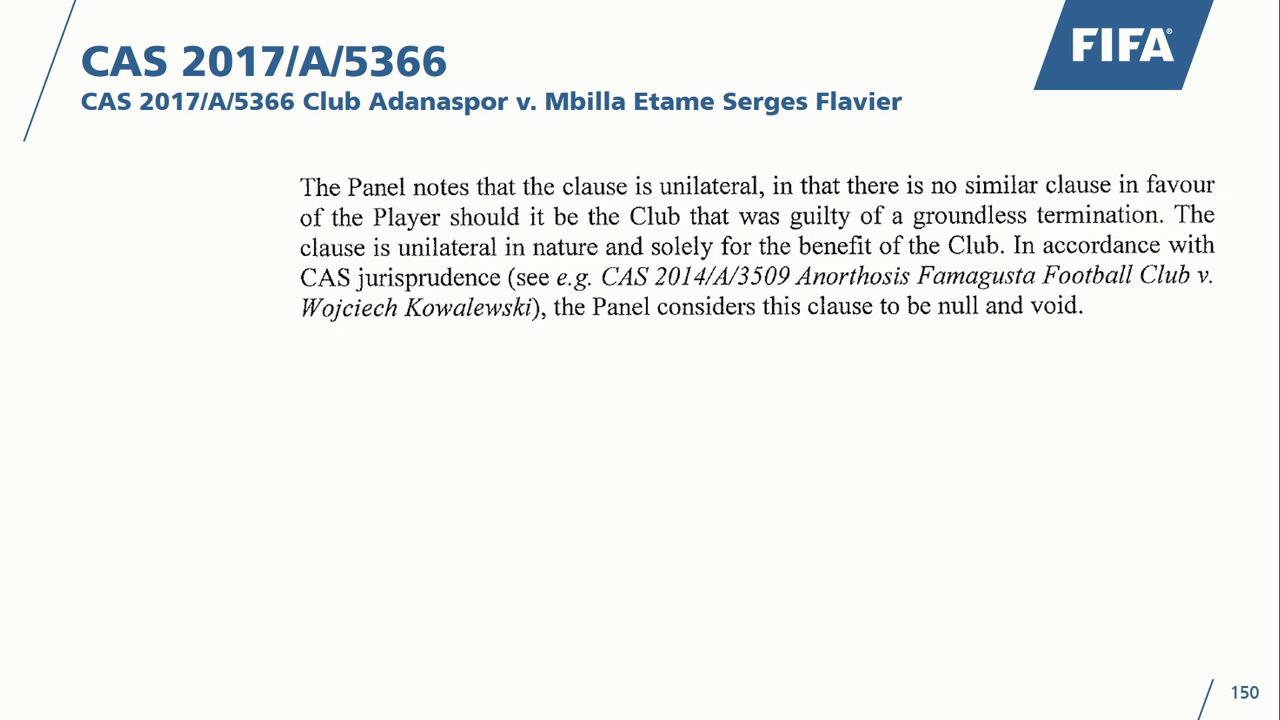 CAS 2017/A/5366
FIFA®
CAS 2017/A/5366 Club Adanaspor v. Mbilla Etame Serges Flavier
The Panel notes that the clause is unilateral, in that there is no similar clause in favour
of the Player should it be the Club that was guilty of a groundless termination. The
clause is unilateral in nature and solely for the benefit of the Club. In accordance with
CAS jurisprudence (see e.g. CAS 2014/A/3509 Anorthosis Famagusta Football Club v.
Wojciech Kowalewski), the Panel considers this clause to be null and void.
150